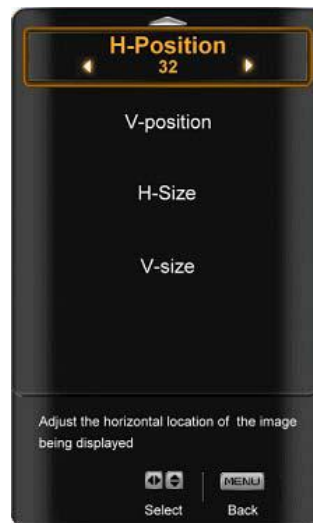 H-Position
32
V-position
H-Size
V-size
Adjust the horizontal location of the image
being displayed
MENU
Select Back